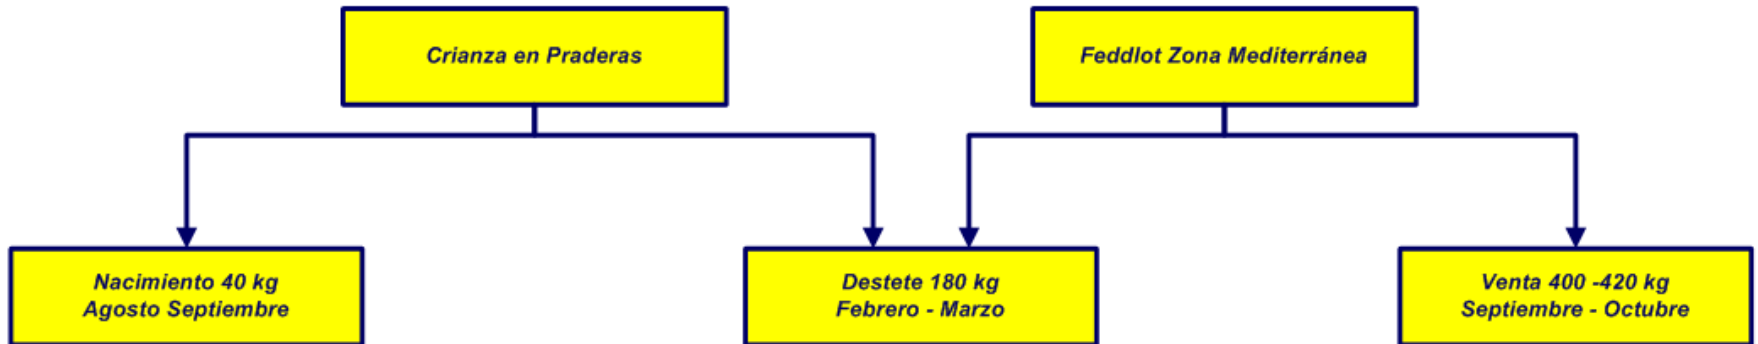 Crianza en Praderas
Feddlot Zona Mediterránea
Nacimiento 40 kg
Agosto Septiembre
Destete 180 kg
Febrero - Marzo
Venta 400 -420 kg
Septiembre - Octubre